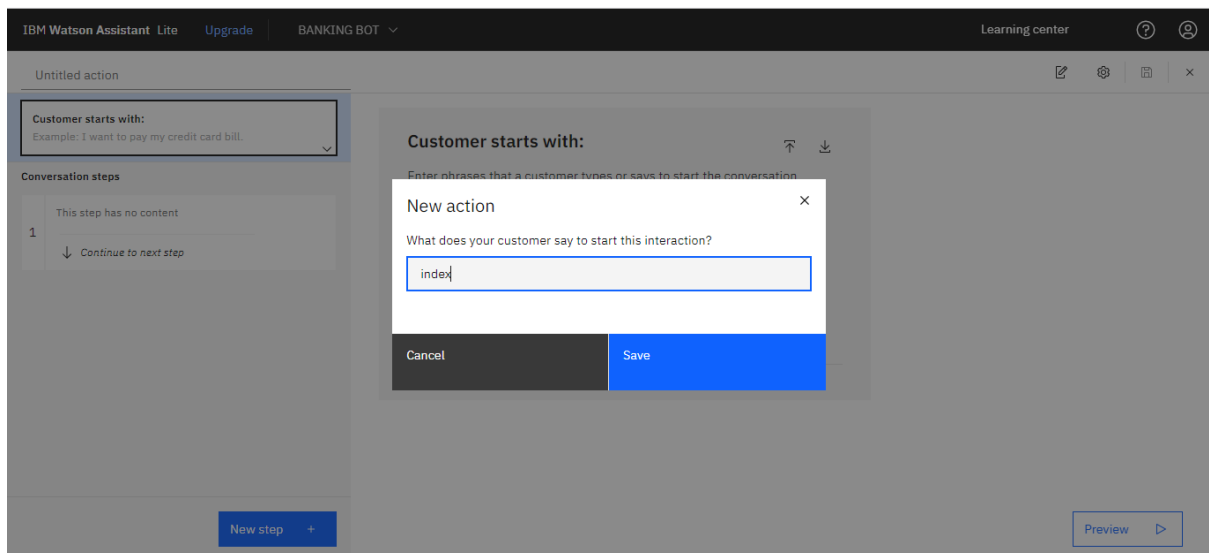 IBM Watson Assistant Lite Upgrade BANKING BOT Learning center
Untitled action
Customer starts with:
Example: I want to pay my credit card bill.
Conversation steps
1
This step has no content
Continue to next step
New step +
Customer starts with:
Enter phrases that a customer types or says to start the conversation
New action
What does your customer say to start this interaction?
index
Cancel
Save
Preview